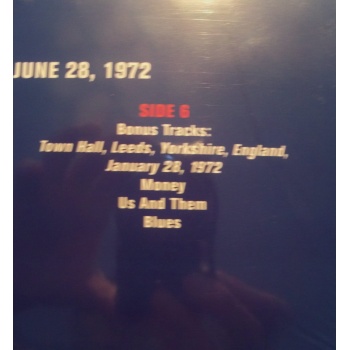 JUNE 28, 1972
SIDE 6
Bonus Tracks:
Town Hall, Leeds, Yorkshire, England,
January 28, 1972
Money
Us And Them
Blues